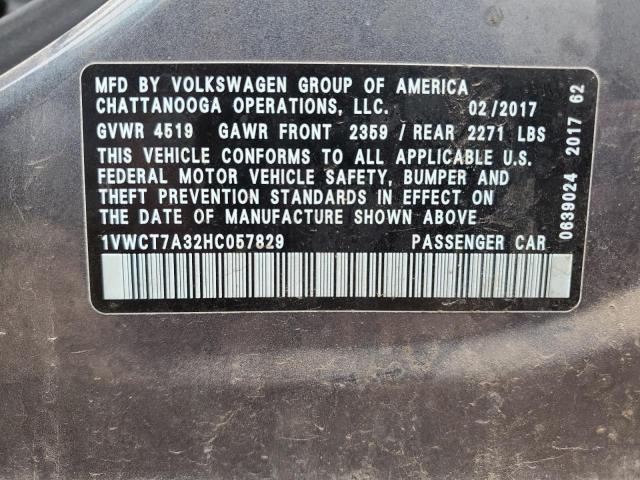 MFD BY VOLKSWAGEN GROUP OF AMERICA
CHATTANOOGA OPERATIONS, LLC. 02/2017
GVWR 4519 GAWR FRONT 2359 / REAR 2271 LBS
THIS VEHICLE CONFORMS TO ALL APPLICABLE U.S.
FEDERAL MOTOR VEHICLE SAFETY, BUMPER AND
THEFT PREVENTION STANDARDS IN EFFECT ON
THE DATE OF MANUFACTURE SHOWN ABOVE.
1VWCT7A32HC057829 PASSENGER CAR
0639024 2017 62